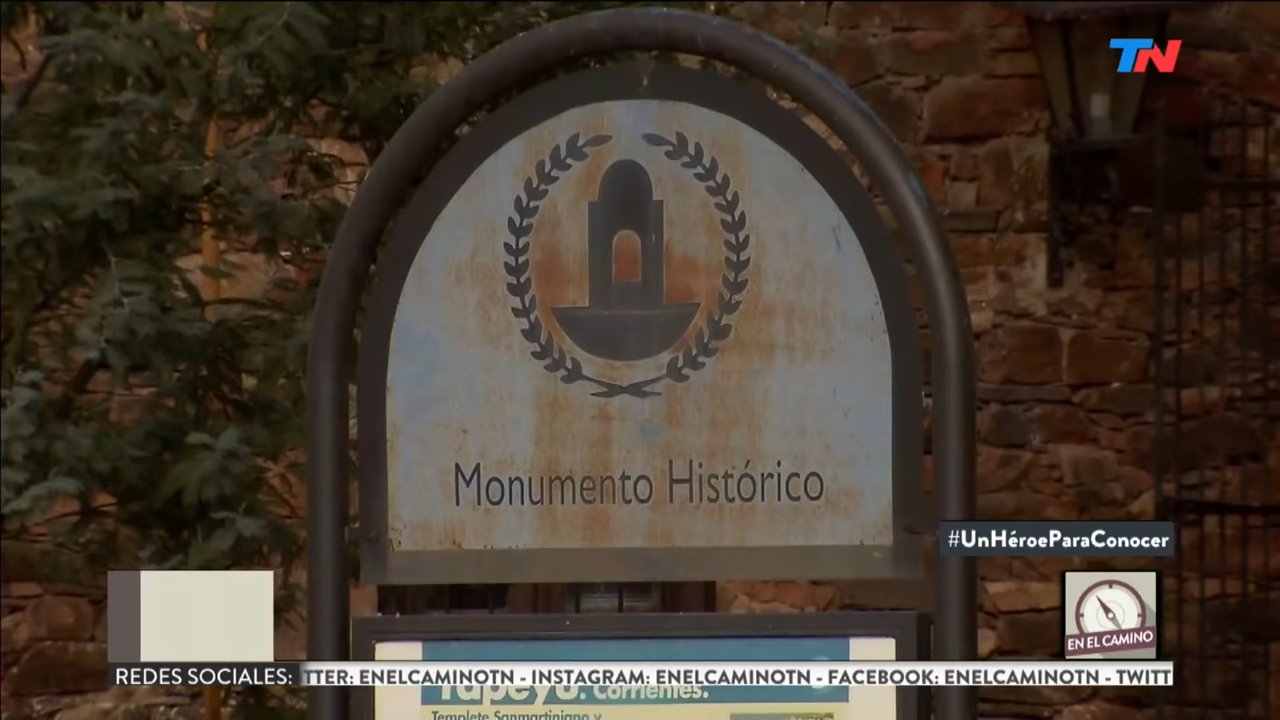 TN
Monumento Histórico
#UnHéroeParaConocer
EN EL CAMINO
REDES SOCIALES: TTER: ENELCAMINOTN - INSTAGRAM: ENELCAMINOTN - FACEBOOK: ENELCAMINOTN - TWITT
Yapeyú. Corrientes.
Templete Sanmartiniano y